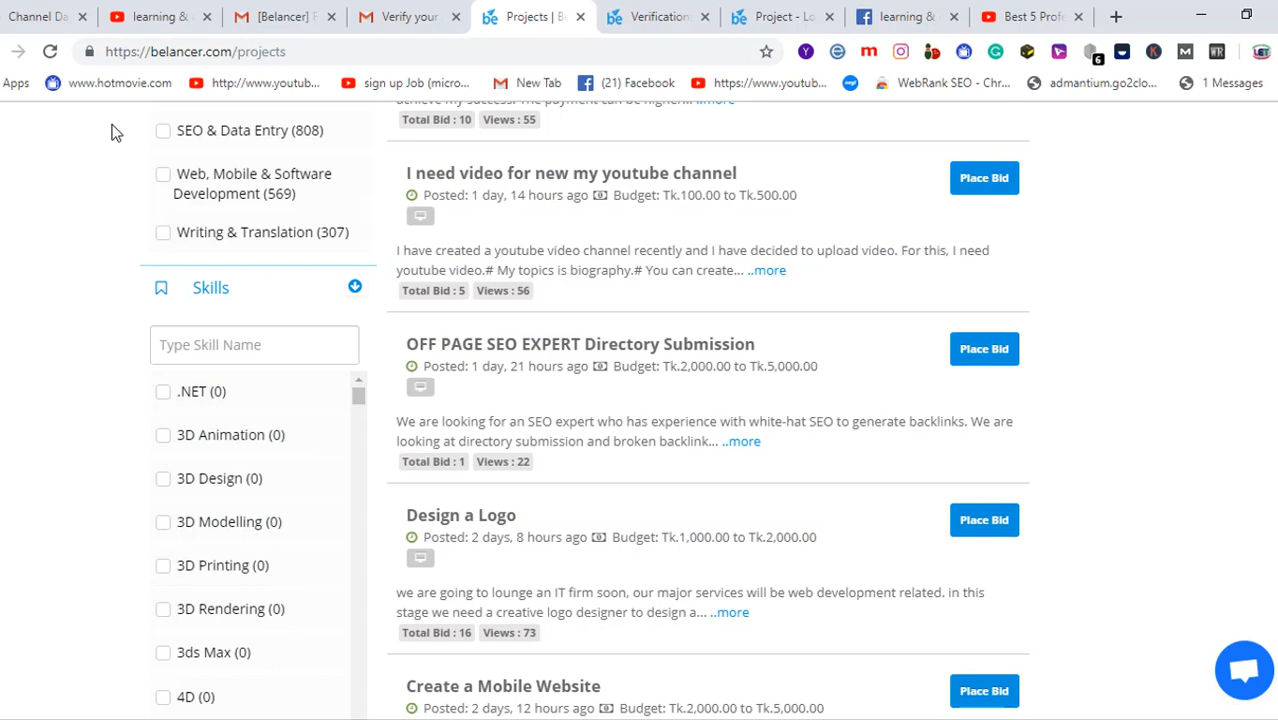 Channel Da
learning &
[Belancer] F
Verify your
Projects | B
Verification
Project - Lo
learning &
Best 5 Prof
https://belancer.com/projects
6
Apps
www.hotmovie.com
http://www.youtub...
sign up Job (micro...
New Tab
(21) Facebook
https://www.youtub...
WebRank SEO - Chr...
admantium.go2clo...
1 Messages
SEO & Data Entry (808)
Web, Mobile & Software
Development (569)
Writing & Translation (307)
Skills
Type Skill Name
.NET (0)
3D Animation (0)
3D Design (0)
3D Modelling (0)
3D Printing (0)
3D Rendering (0)
3ds Max (0)
4D (0)
achieve my success. The payment can be higher... ..more
Total Bid : 10 Views : 55
I need video for new my youtube channel
Place Bid
Posted: 1 day, 14 hours ago Budget: Tk.100.00 to Tk.500.00
I have created a youtube video channel recently and I have decided to upload video. For this, I need
youtube video.# My topics is biography.# You can create... ..more
Total Bid : 5 Views : 56
OFF PAGE SEO EXPERT Directory Submission
Place Bid
Posted: 1 day, 21 hours ago Budget: Tk.2,000.00 to Tk.5,000.00
We are looking for an SEO expert who has experience with white-hat SEO to generate backlinks. We are
looking at directory submission and broken backlink... ..more
Total Bid : 1 Views : 22
Design a Logo
Place Bid
Posted: 2 days, 8 hours ago Budget: Tk.1,000.00 to Tk.2,000.00
we are going to lounge an IT firm soon, our major services will be web development related. in this
stage we need a creative logo designer to design a... ..more
Total Bid : 16 Views : 73
Create a Mobile Website
Place Bid
Posted: 2 days, 12 hours ago Budget: Tk.2,000.00 to Tk.5,000.00